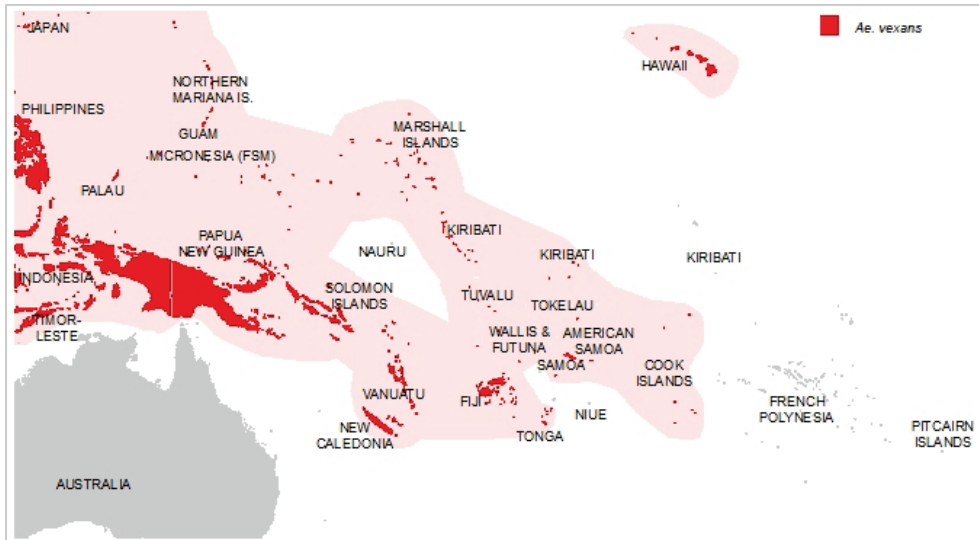 JAPAN
Ae. vexans
HAWAII
NORTHERN
MARIANA IS.
PHILIPPINES
GUAM
MARSHALL
ISLANDS
MICRONESIA (FSM)
PALAU
KIRIBATI
PAPUA
NEW GUINEA
NAURU
KIRIBATI
KIRIBATI
INDONESIA
SOLOMON
ISLANDS
TUVALU
TOKELAU
TIMOR-
LESTE
WALLIS &
FUTUNA
AMERICAN
SAMOA
SAMOA
COOK
ISLANDS
VANUATU
FIJI
NIUE
FRENCH
POLYNESIA
NEW
CALEDONIA
TONGA
PITCAIRN
ISLANDS
AUSTRALIA